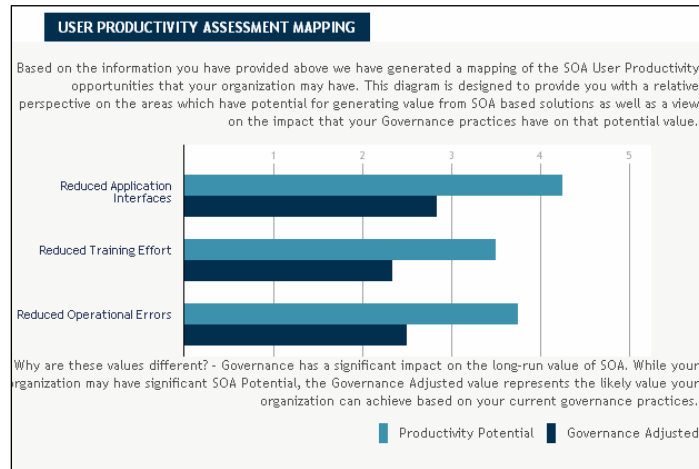 USER PRODUCTIVITY ASSESSMENT MAPPING
Based on the information you have provided above we have generated a mapping of the SOA User Productivity
opportunities that your organization may have. This diagram is designed to provide you with a relative
perspective on the areas which have potential for generating value from SOA based solutions as well as a view
on the impact that your Governance practices have on that potential value.
1 2 3 4 5
Reduced Application
Interfaces
Reduced Training Effort
Reduced Operational Errors
Why are these values different? - Governance has a significant impact on the long-run value of SOA. While your
organization may have significant SOA Potential, the Governance Adjusted value represents the likely value your
organization can achieve based on your current governance practices.
Productivity Potential Governance Adjusted